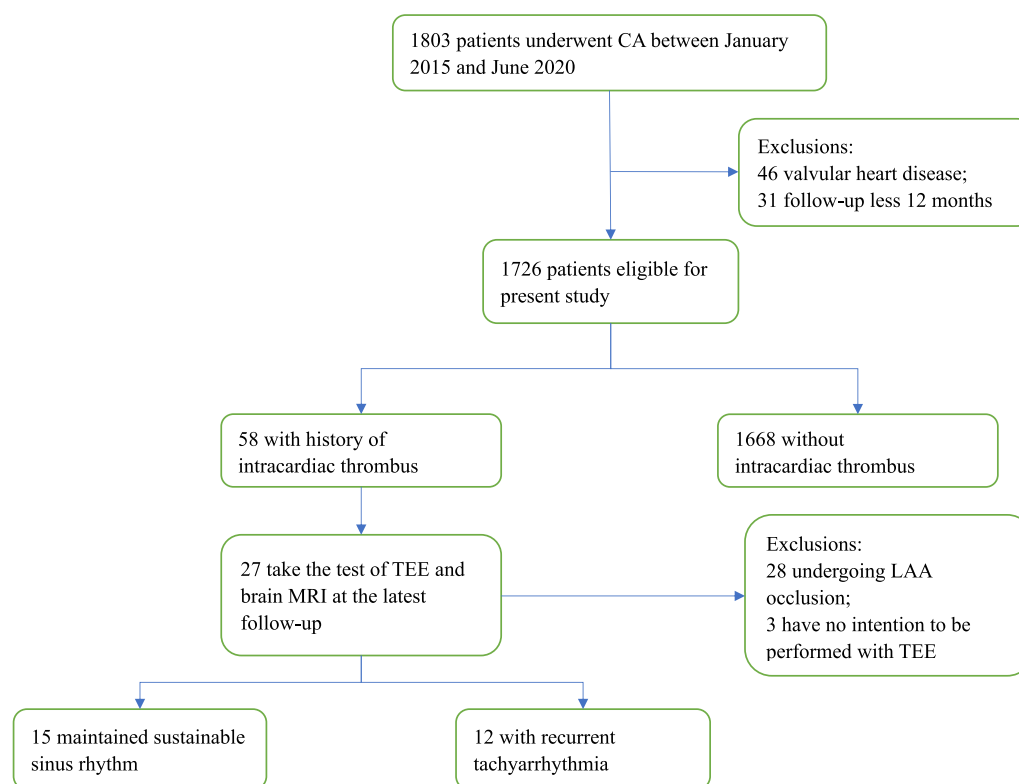 1803 patients underwent CA between January
2015 and June 2020
Exclusions:
46 valvular heart disease;
31 follow-up less 12 months
1726 patients eligible for
present study
58 with history of
intracardiac thrombus
1668 without
intracardiac thrombus
27 take the test of TEE and
brain MRI at the latest
follow-up
Exclusions:
28 undergoing LAA
occlusion;
3 have no intention to be
performed with TEE
15 maintained sustainable
sinus rhythm
12 with recurrent
tachyarrhythmia